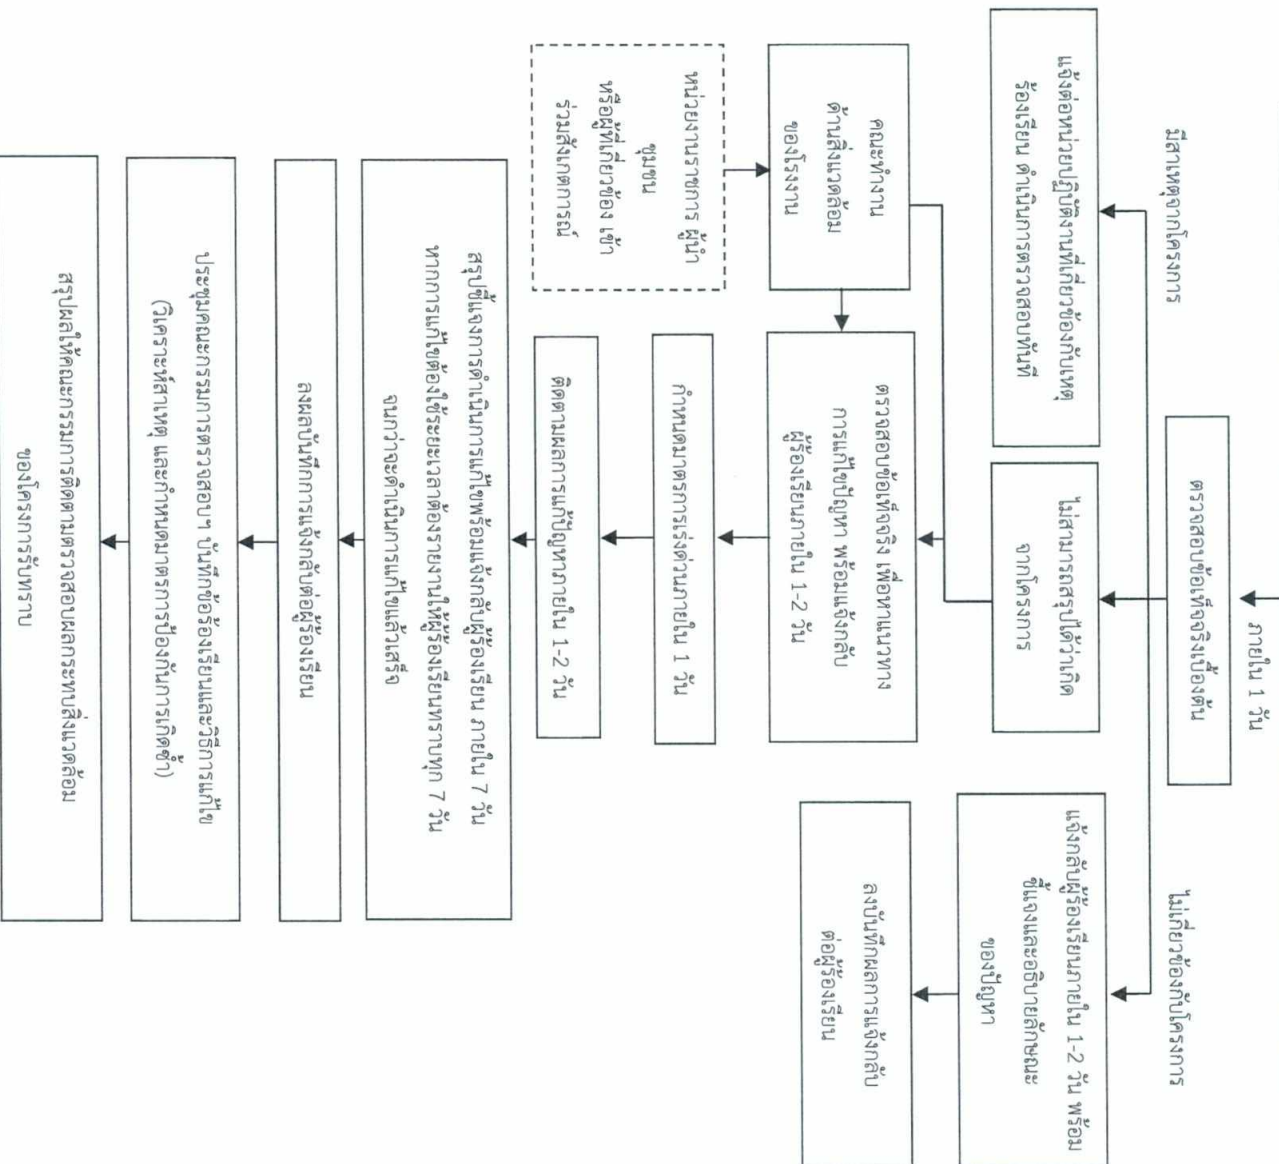 ภายใน 1 วัน
ตรวจสอบข้อเท็จจริงเบื้องต้น
มีสาเหตุจากโครงการ
ไม่เกี่ยวข้องกับโครงการ
แจ้งต่อหน่วยปฏิบัติงานที่เกี่ยวข้องกับเหตุ
ร้องเรียน ดำเนินการตรวจสอบทันที
ไม่สามารถสรุปได้ว่าเกิด
จากโครงการ
แจ้งกลับผู้ร้องเรียนภายใน 1-2 วัน พร้อม
ชี้แจงและอธิบายลักษณะ
ของปัญหา
คณะทำงาน
ด้านสิ่งแวดล้อม
ของโรงงาน
ตรวจสอบข้อเท็จจริง เพื่อหาแนวทาง
การแก้ไขปัญหา พร้อมแจ้งกลับ
ผู้ร้องเรียนภายใน 1-2 วัน
ลงบันทึกผลการแจ้งกลับ
ต่อผู้ร้องเรียน
หน่วยงานราชการ ผู้นำ
ชุมชน
หรือผู้ที่เกี่ยวข้อง เข้า
ร่วมสังเกตการณ์
กำหนดมาตรการเร่งด่วนภายใน 1 วัน
ติดตามผลการแก้ปัญหาภายใน 1-2 วัน
สรุปชี้แจงการดำเนินการแก้ไขพร้อมแจ้งกลับผู้ร้องเรียน ภายใน 7 วัน
หากการแก้ไขต้องใช้ระยะเวลาต้องรายงานให้ผู้ร้องเรียนทราบทุก 7 วัน
จนกว่าจะดำเนินการแก้ไขแล้วเสร็จ
ลงผลบันทึกการแจ้งกลับต่อผู้ร้องเรียน
ประชุมคณะกรรมการตรวจสอบฯ บันทึกข้อร้องเรียนและวิธีการแก้ไข
(วิเคราะห์สาเหตุ และกำหนดมาตรการป้องกันการเกิดซ้ำ)
สรุปผลให้คณะกรรมการติดตามตรวจสอบผลกระทบสิ่งแวดล้อม
ของโครงการรับทราบ